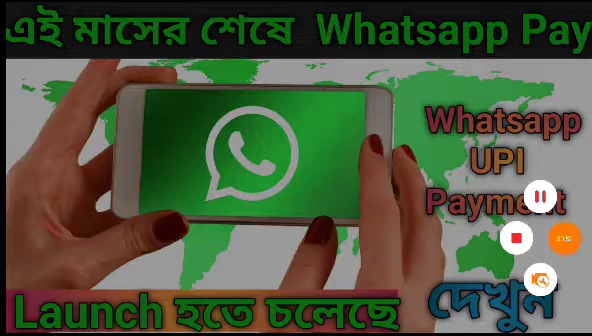 এই মাসের শেষে Whatsapp Pay
Whatsapp
UPI
Payment
Launch হতে চলেছে
দেখুন